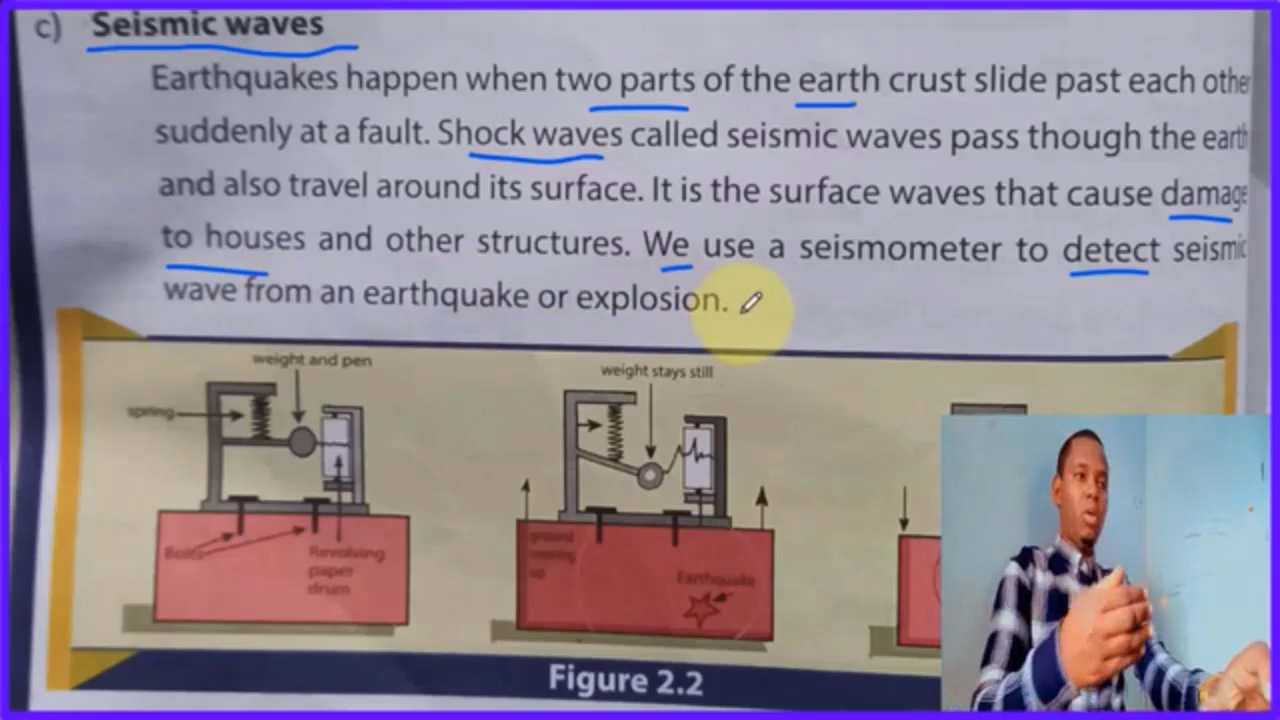 c) Seismic waves
Earthquakes happen when two parts of the earth crust slide past each othe
suddenly at a fault. Shock waves called seismic waves pass though the eart
and also travel around its surface. It is the surface waves that cause damage
to houses and other structures. We use a seismometer to detect seismic
wave from an earthquake or explosion.
weight and pen
weight stays still
spring
Bolts
Revolving
paper
drum
ground
moving
up
Earthquake
Figure 2.2